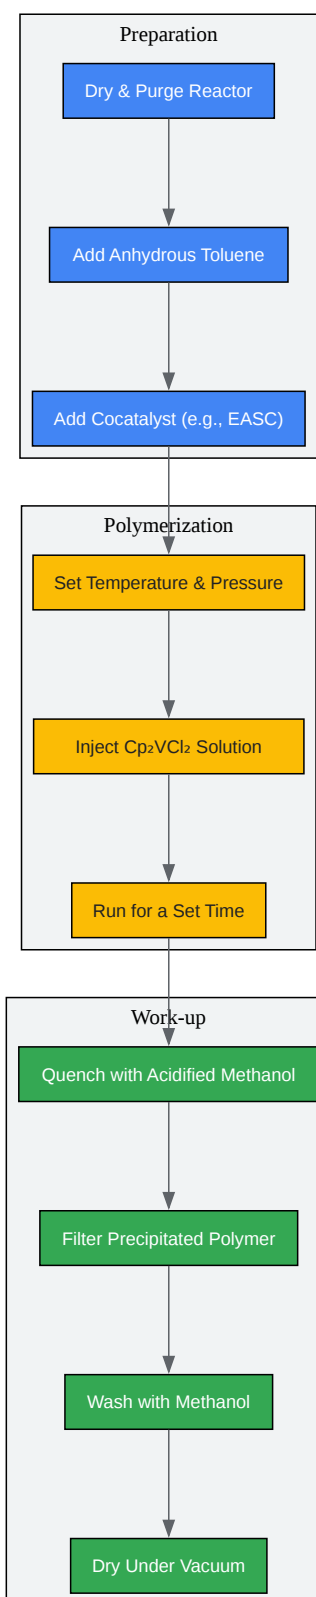 Preparation
Dry & Purge Reactor
Add Anhydrous Toluene
Add Cocatalyst (e.g., EASC)
Polymerization
Set Temperature & Pressure
Inject Cp₂VCl₂ Solution
Run for a Set Time
Work-up
Quench with Acidified Methanol
Filter Precipitated Polymer
Wash with Methanol
Dry Under Vacuum